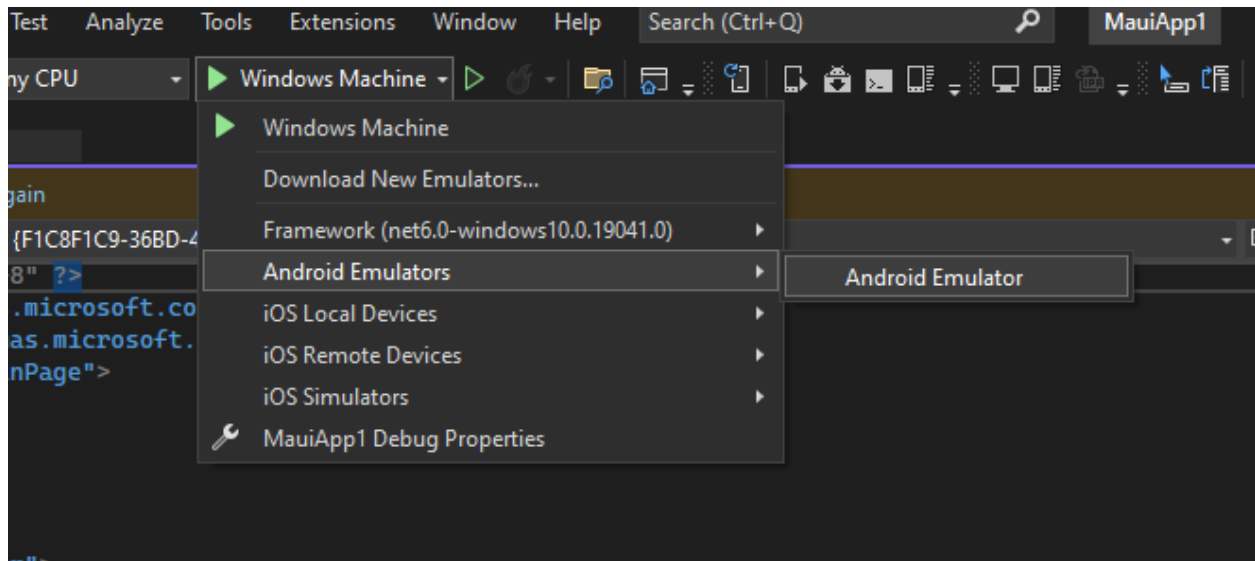 Test Analyze Tools Extensions Window Help Search (Ctrl+Q) MauiApp1
ny CPU Windows Machine
Windows Machine
Download New Emulators...
gain
Framework (net6.0-windows10.0.19041.0)
{F1C8F1C9-36BD-4
Android Emulators Android Emulator
8" ?>
.microsoft.co iOS Local Devices
as.microsoft. iOS Remote Devices
nPage"> iOS Simulators
MauiApp1 Debug Properties